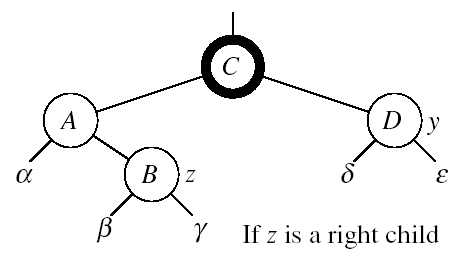 C
A
D y
α
B z
δ
ε
β
γ
If z is a right child